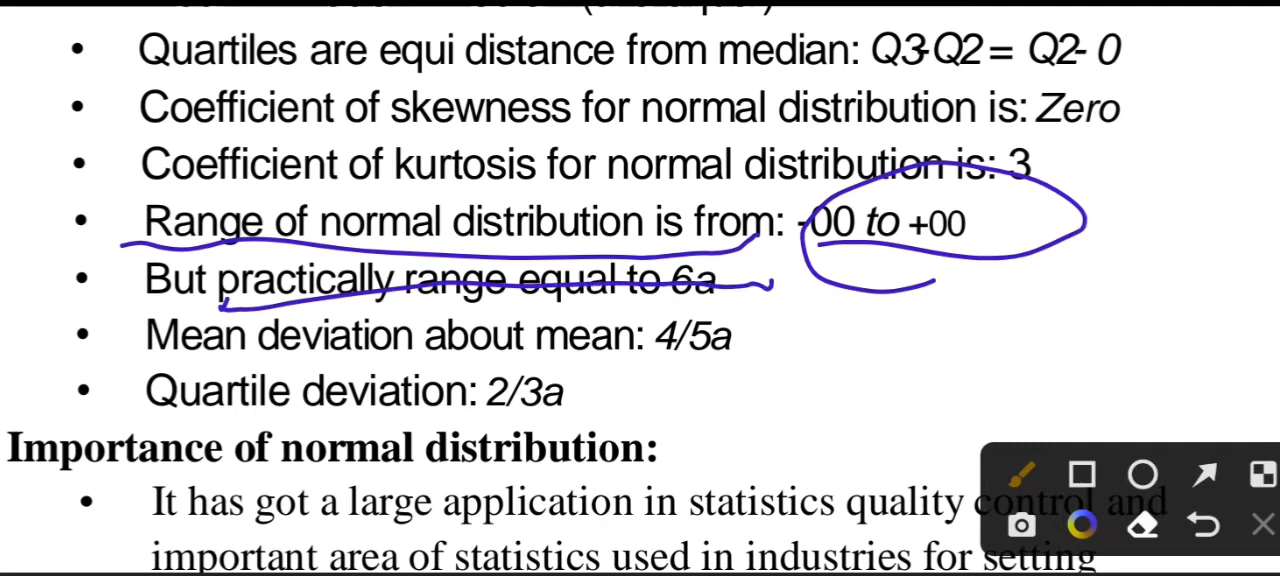 • Quartiles are equi distance from median: Q3-Q2 = Q2- 0
• Coefficient of skewness for normal distribution is: Zero
• Coefficient of kurtosis for normal distribution is: 3
• Range of normal distribution is from: -00 to +00
• But practically range equal to 6a
• Mean deviation about mean: 4/5a
• Quartile deviation: 2/3a
Importance of normal distribution:
• It has got a large application in statistics quality control and
important area of statistics used in industries for setting